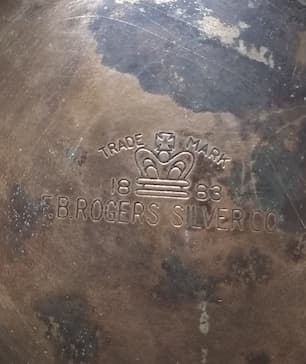 TRADE MARK
18 83
F.B.ROGERS SILVER CO.